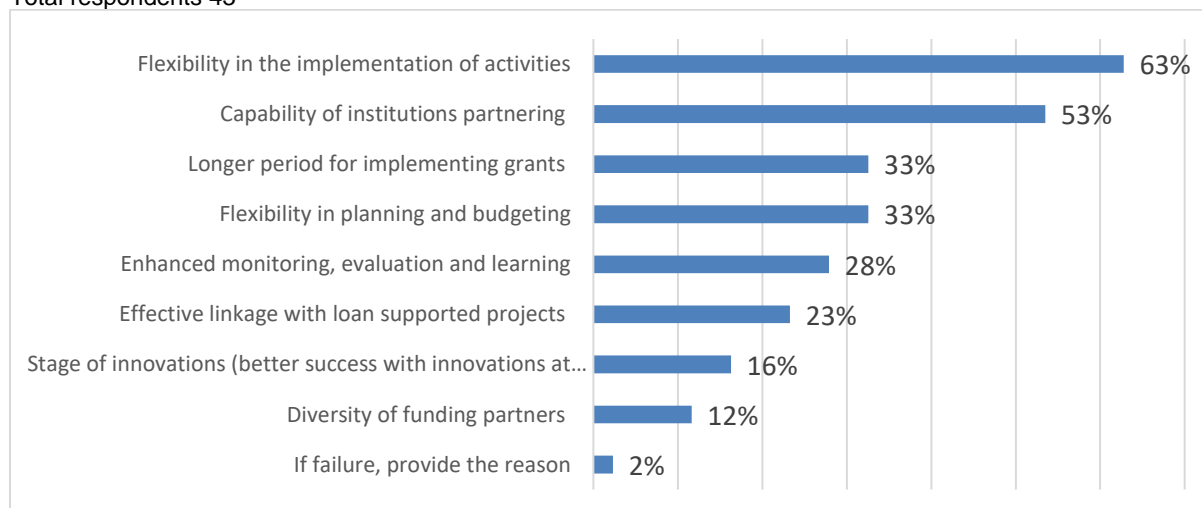 Total respondents 43
Flexibility in the implementation of activities 63%
Capability of institutions partnering 53%
Longer period for implementing grants 33%
Flexibility in planning and budgeting 33%
Enhanced monitoring, evaluation and learning 28%
Effective linkage with loan supported projects 23%
Stage of innovations (better success with innovations at… 16%
Diversity of funding partners 12%
If failure, provide the reason 2%